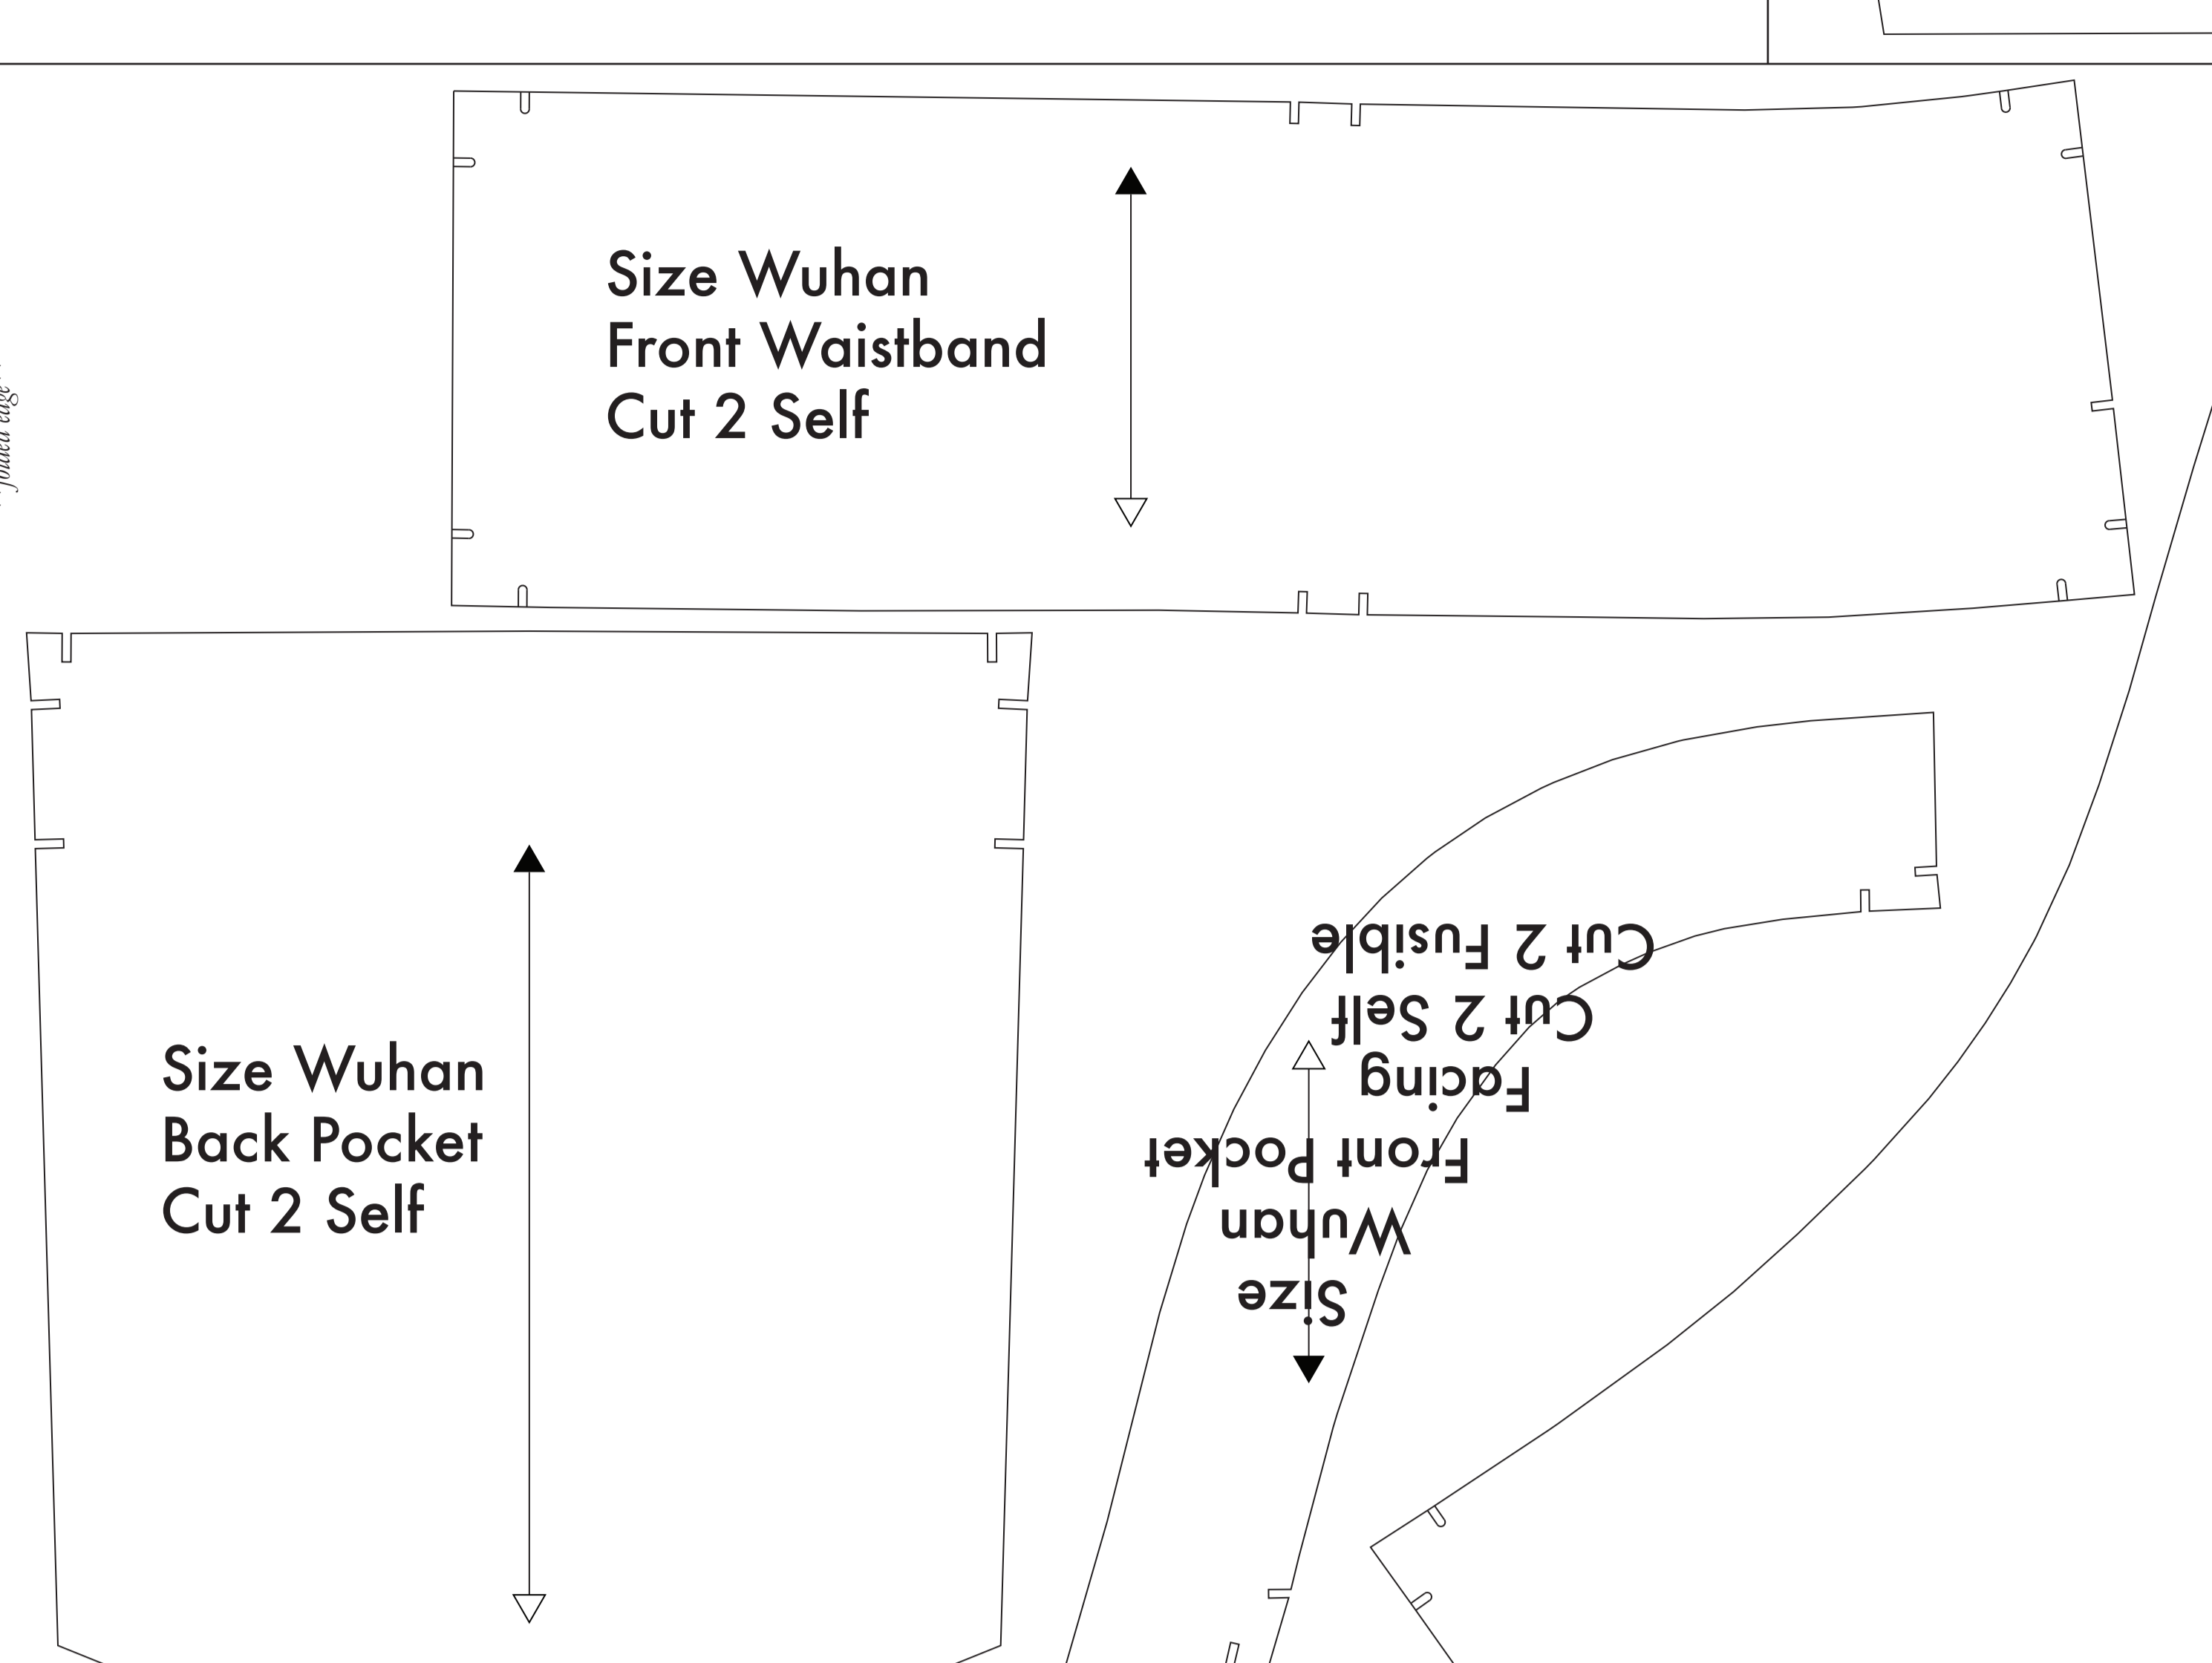 Size Wuhan
Front Waistband
Cut 2 Self
Size Wuhan
Back Pocket
Cut 2 Self
Size
Wuhan
Front Pocket
Facing
Cut 2 Self
Cut 2 Fusible